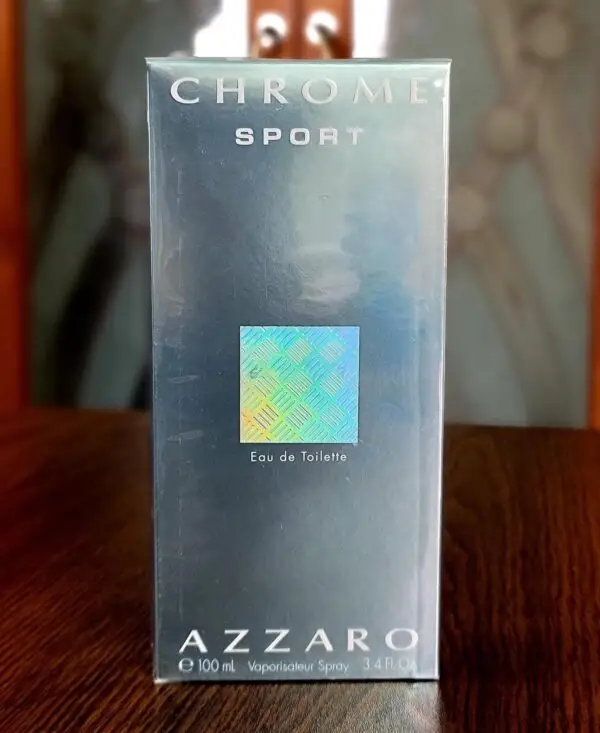 CHROME
SPORT
Eau de Toilette
AZZARO
℮ 100 mL Vaporisateur Spray 3.4 FL.OZ